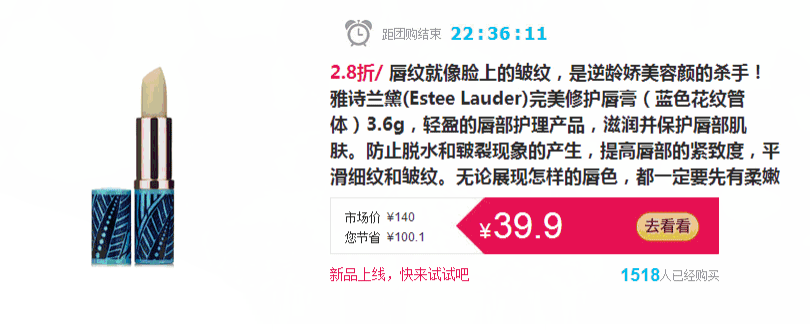 距团购结束 22:36:11
2.8折/ 唇纹就像脸上的皱纹，是逆龄娇美容颜的杀手！
雅诗兰黛(Estee Lauder)完美修护唇膏（蓝色花纹管
体）3.6g，轻盈的唇部护理产品，滋润并保护唇部肌
肤。防止脱水和皲裂现象的产生，提高唇部的紧致度，平
滑细纹和皱纹。无论展现怎样的唇色，都一定要先有柔嫩
市场价 ¥140
您节省 ¥100.1
¥39.9
去看看
新品上线，快来试试吧
1518人已经购买